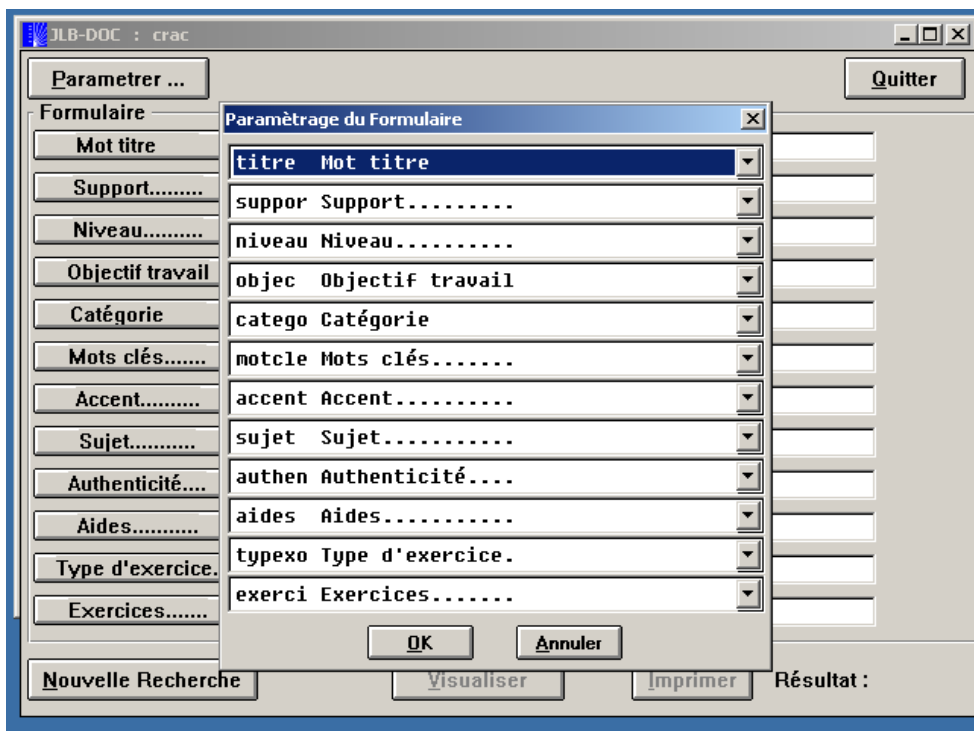 JLB-DOC : crac
Parametrer ...
Quitter
Formulaire
Mot titre
Support.........
Niveau..........
Objectif travail
Catégorie
Mots clés.......
Accent..........
Sujet...........
Authenticité....
Aides...........
Type d'exercice.
Exercices.......
Paramètrage du Formulaire
titre Mot titre
suppor Support.........
niveau Niveau..........
objec Objectif travail
catego Catégorie
motcle Mots clés.......
accent Accent..........
sujet Sujet...........
authen Authenticité....
aides Aides...........
typexo Type d'exercice.
exerci Exercices.......
OK
Annuler
Nouvelle Recherche
Visualiser
Imprimer
Résultat :